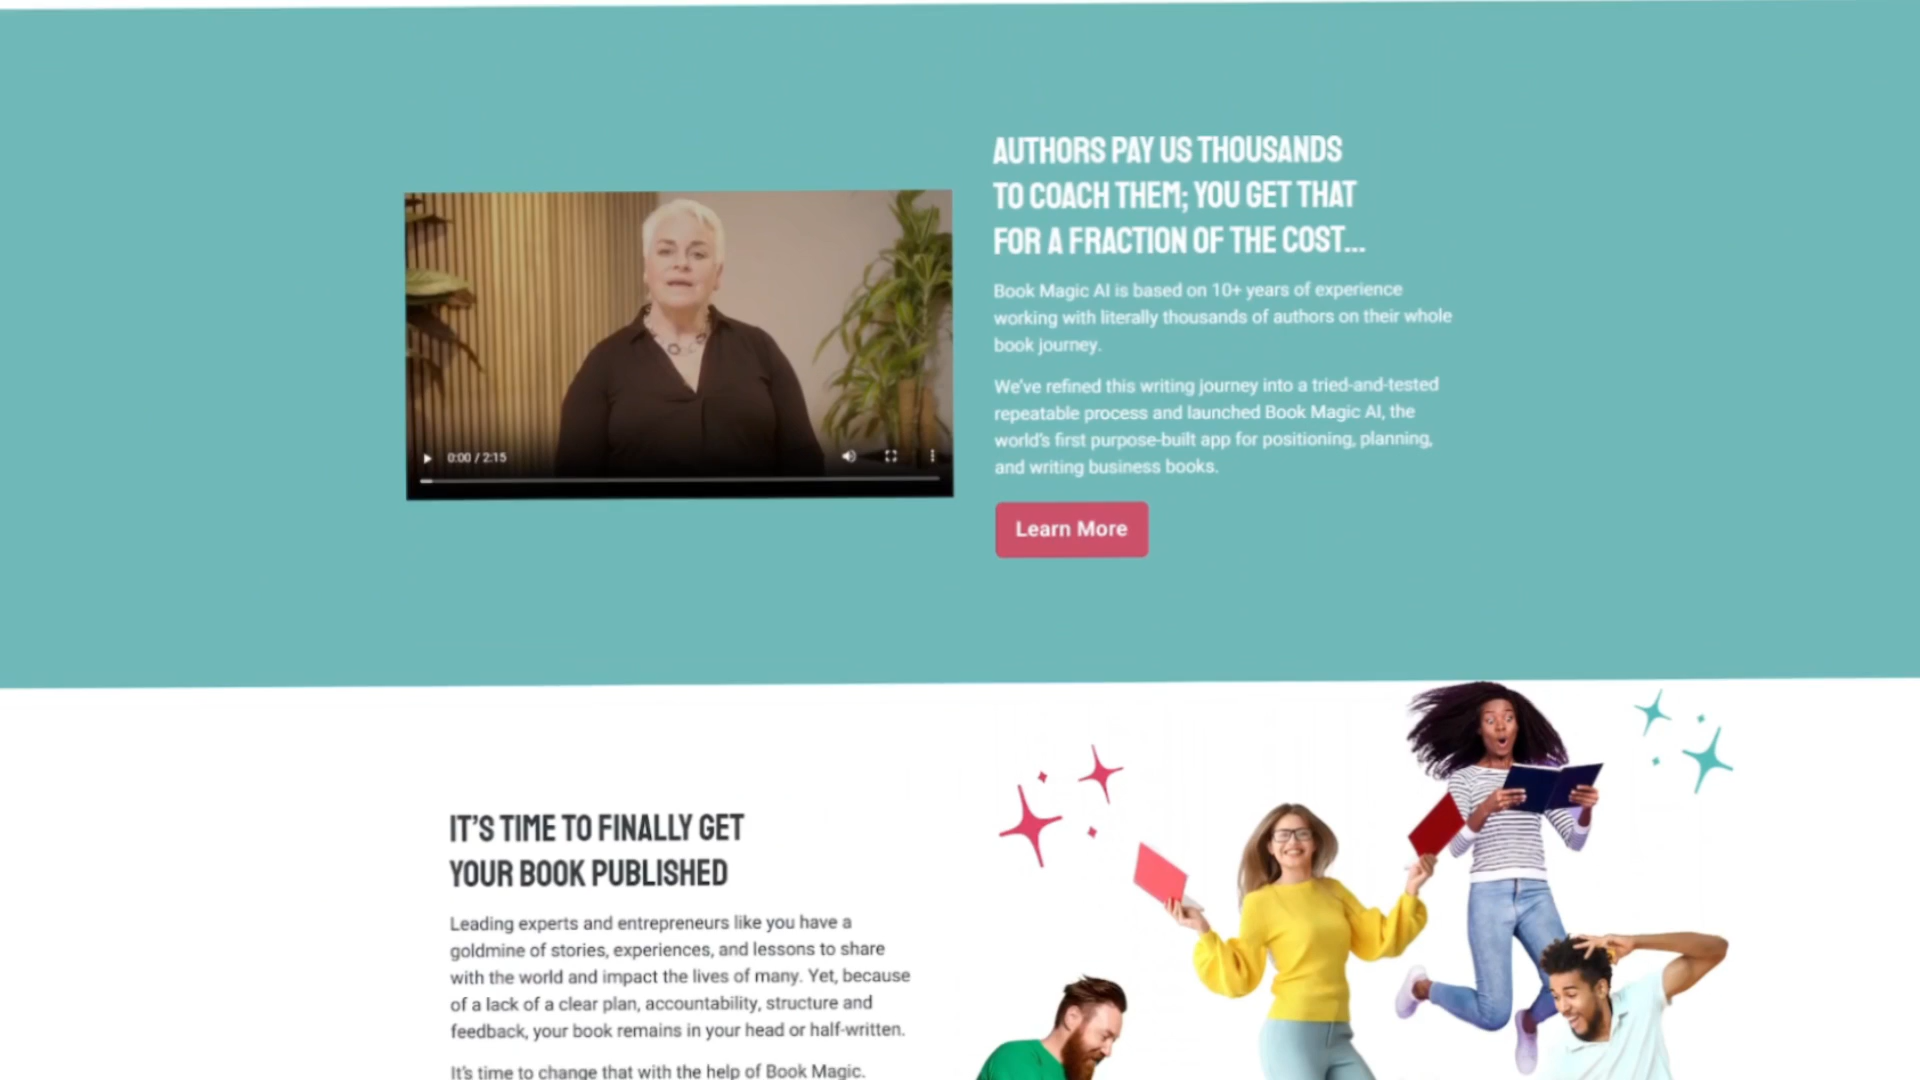 AUTHORS PAY US THOUSANDS
TO COACH THEM; YOU GET THAT
FOR A FRACTION OF THE COST...
Book Magic AI is based on 10+ years of experience
working with literally thousands of authors on their whole
book journey.
We've refined this writing journey into a tried-and-tested
repeatable process and launched Book Magic AI, the
world's first purpose-built app for positioning, planning,
and writing business books.
0:00 / 2:15
Learn More
IT'S TIME TO FINALLY GET
YOUR BOOK PUBLISHED
Leading experts and entrepreneurs like you have a
goldmine of stories, experiences, and lessons to share
with the world and impact the lives of many. Yet, because
of a lack of a clear plan, accountability, structure and
feedback, your book remains in your head or half-written.
It's time to change that with the help of Book Magic.